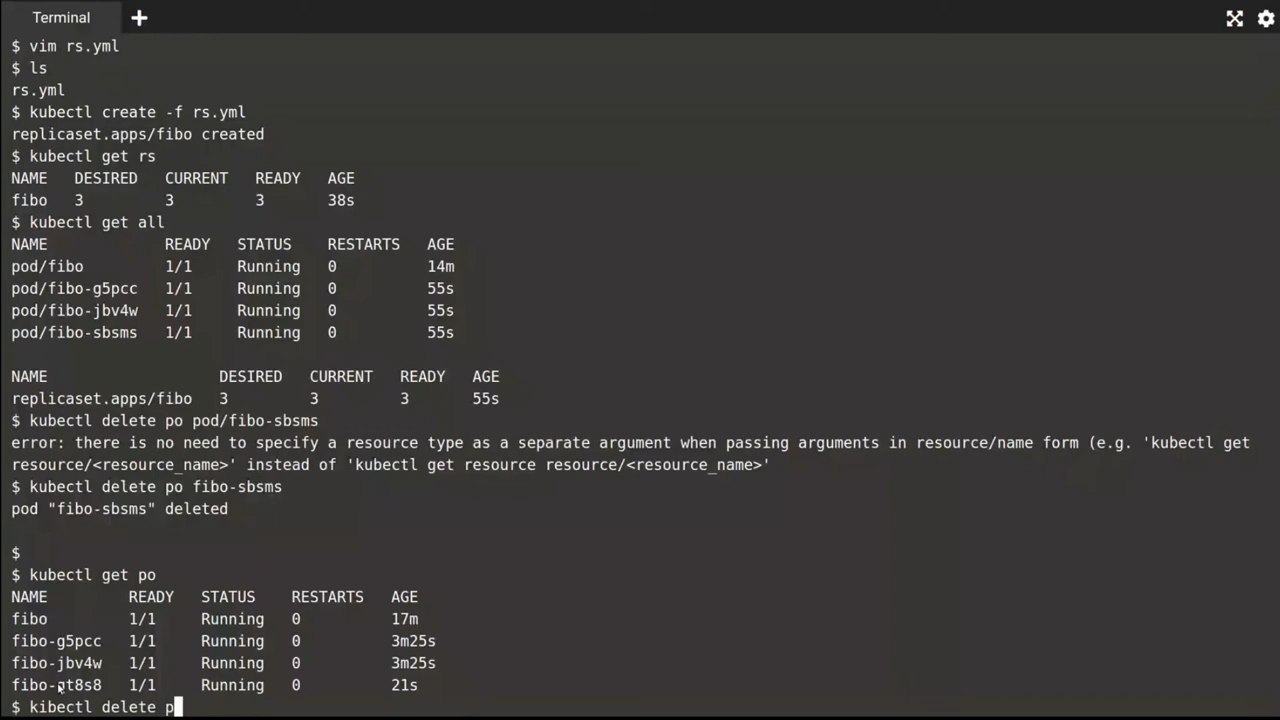 Terminal
$ vim rs.yml
$ ls
rs.yml
$ kubectl create -f rs.yml
replicaset.apps/fibo created
$ kubectl get rs
NAME DESIRED CURRENT READY AGE
fibo 3 3 3 38s
$ kubectl get all
NAME READY STATUS RESTARTS AGE
pod/fibo 1/1 Running 0 14m
pod/fibo-g5pcc 1/1 Running 0 55s
pod/fibo-jbv4w 1/1 Running 0 55s
pod/fibo-sbsms 1/1 Running 0 55s
NAME DESIRED CURRENT READY AGE
replicaset.apps/fibo 3 3 3 55s
$ kubectl delete po pod/fibo-sbsms
error: there is no need to specify a resource type as a separate argument when passing arguments in resource/name form (e.g. 'kubectl get
resource/<resource_name>' instead of 'kubectl get resource resource/<resource_name>'
$ kubectl delete po fibo-sbsms
pod "fibo-sbsms" deleted
$
$ kubectl get po
NAME READY STATUS RESTARTS AGE
fibo 1/1 Running 0 17m
fibo-g5pcc 1/1 Running 0 3m25s
fibo-jbv4w 1/1 Running 0 3m25s
1/1 Running 0 21s
$ kibectl delete p